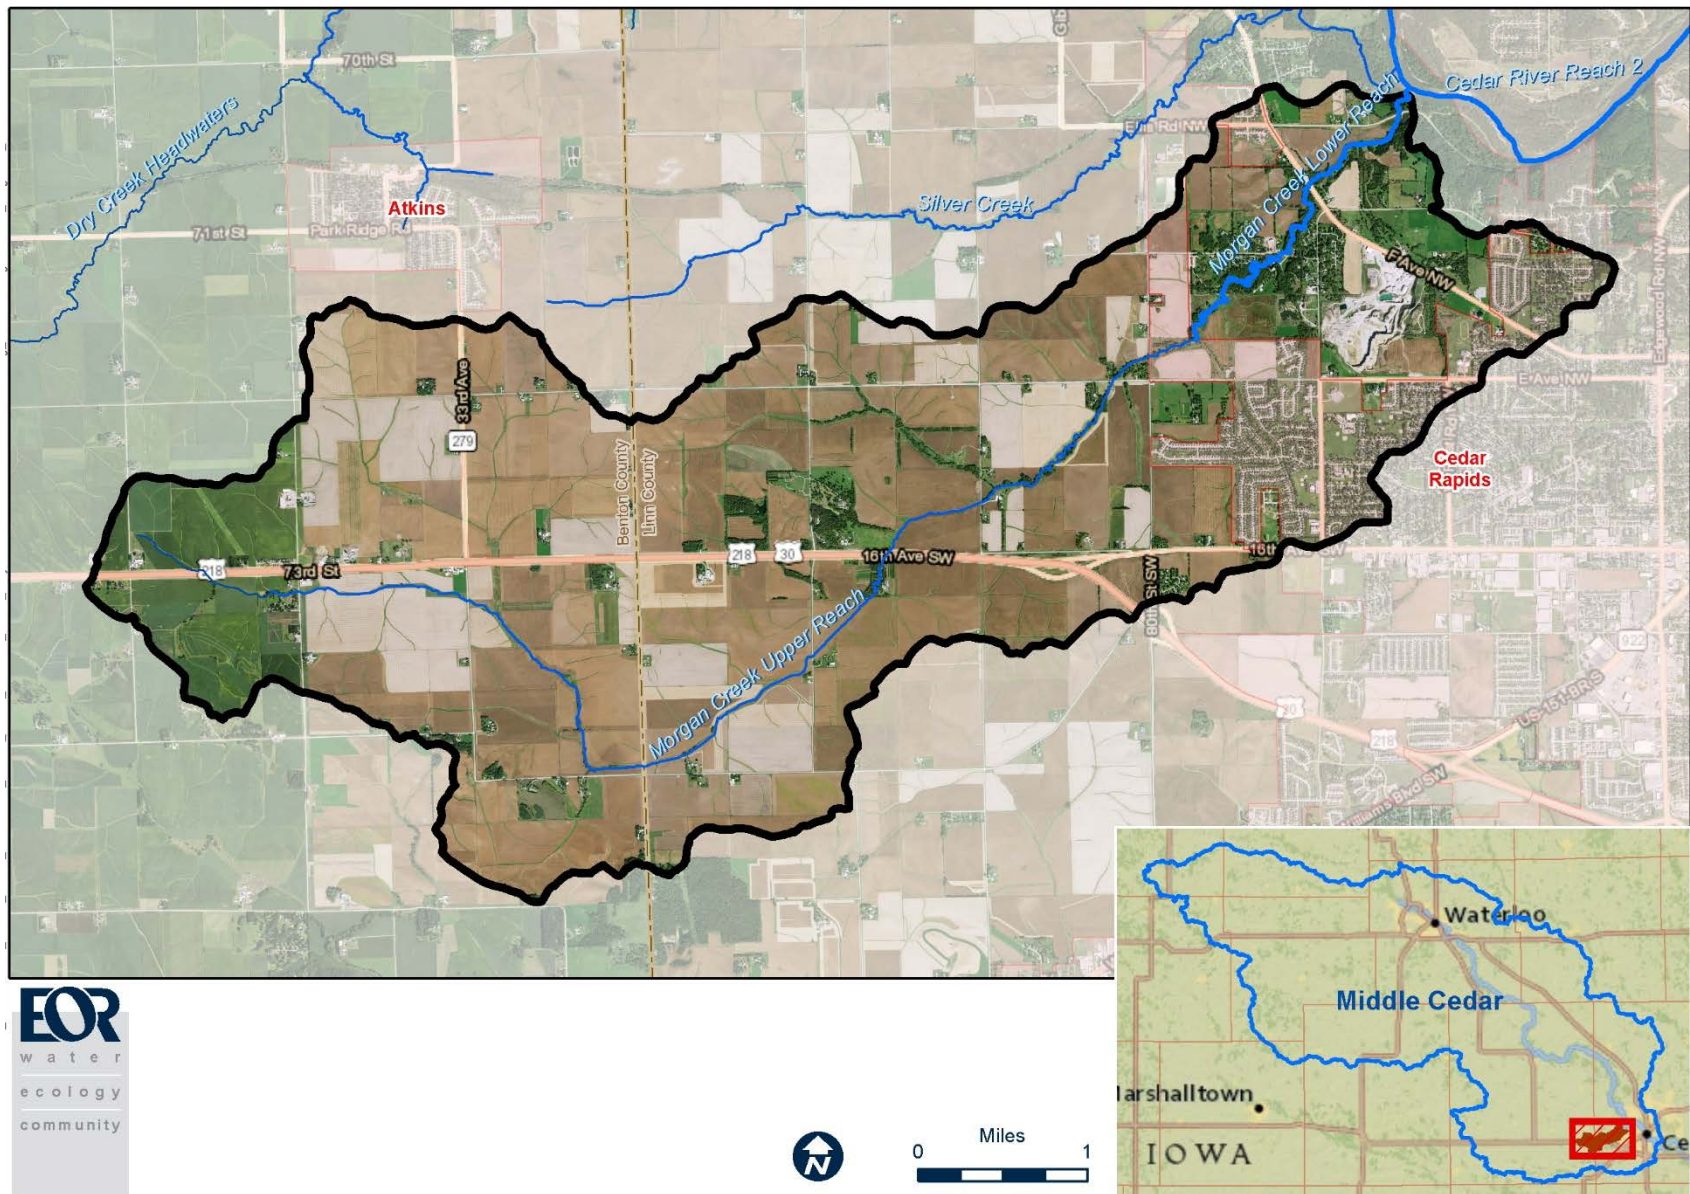 70th St
Ellis Rd NW
Cedar River Reach 2
Dry Creek Headwaters
Atkins
Silver Creek
Morgan Creek Lower Reach
71st St
Park Ridge Rd
F Ave NW
Edgewood Rd NW
33rd Ave
279
E Ave NW
Benton County
Linn County
Cedar
Rapids
218
73rd St
218
30
16th Ave SW
16th
SW
80th St SW
Morgan Creek Upper Reach
922
30
218
US-151-BR S
Williams Blvd SW
EOR
water
ecology
community
N
Miles
0
1
Waterloo
Middle Cedar
arshalltown
IOWA
Ce